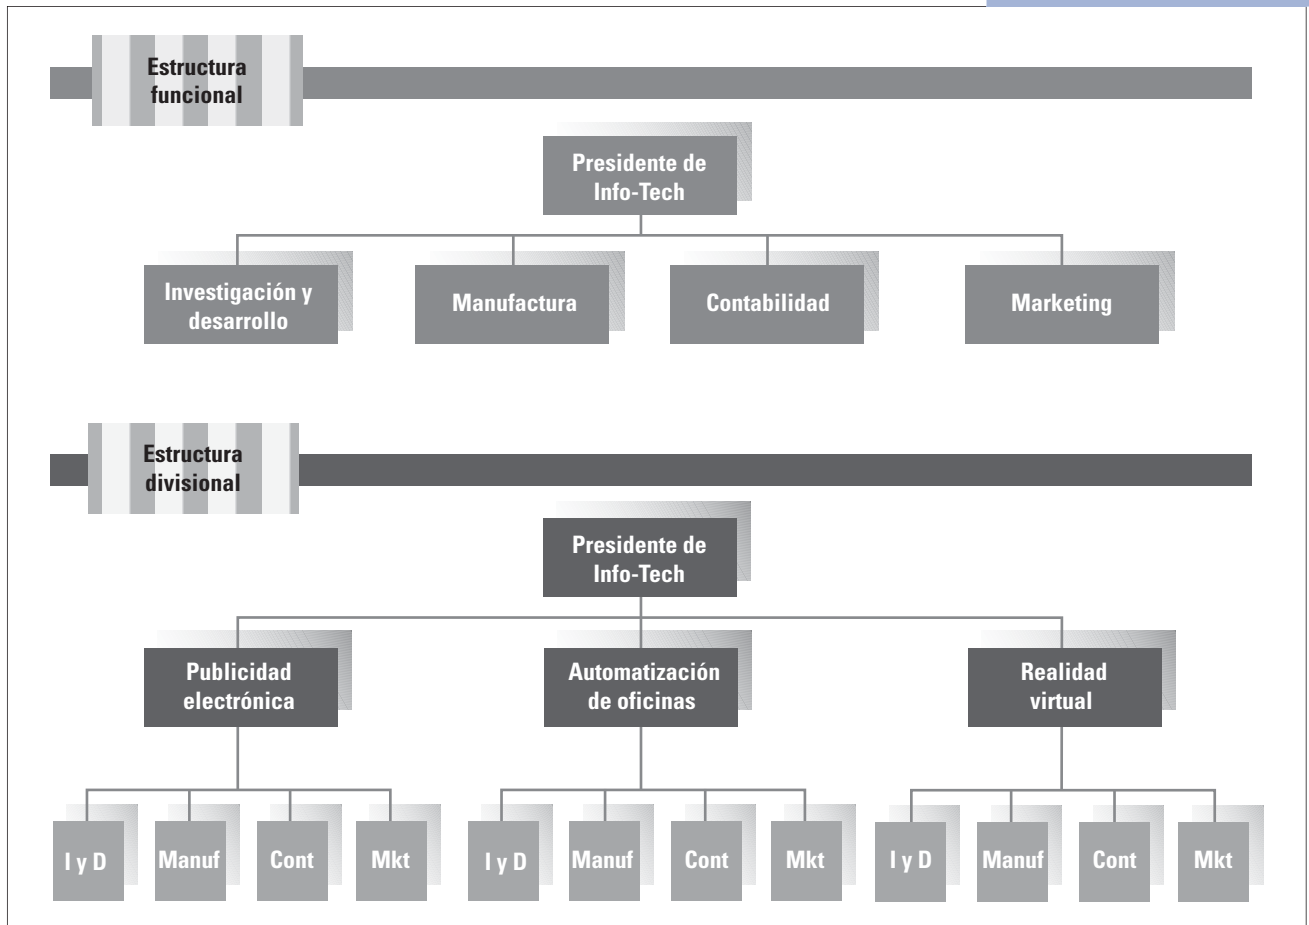 Estructura
funcional
Presidente de
Info-Tech
Investigación y
desarrollo
Manufactura
Contabilidad
Marketing
Estructura
divisional
Presidente de
Info-Tech
Publicidad
electrónica
Automatización
de oficinas
Realidad
virtual
I y D
Manuf
Cont
Mkt
I y D
Manuf
Cont
Mkt
I y D
Manuf
Cont
Mkt